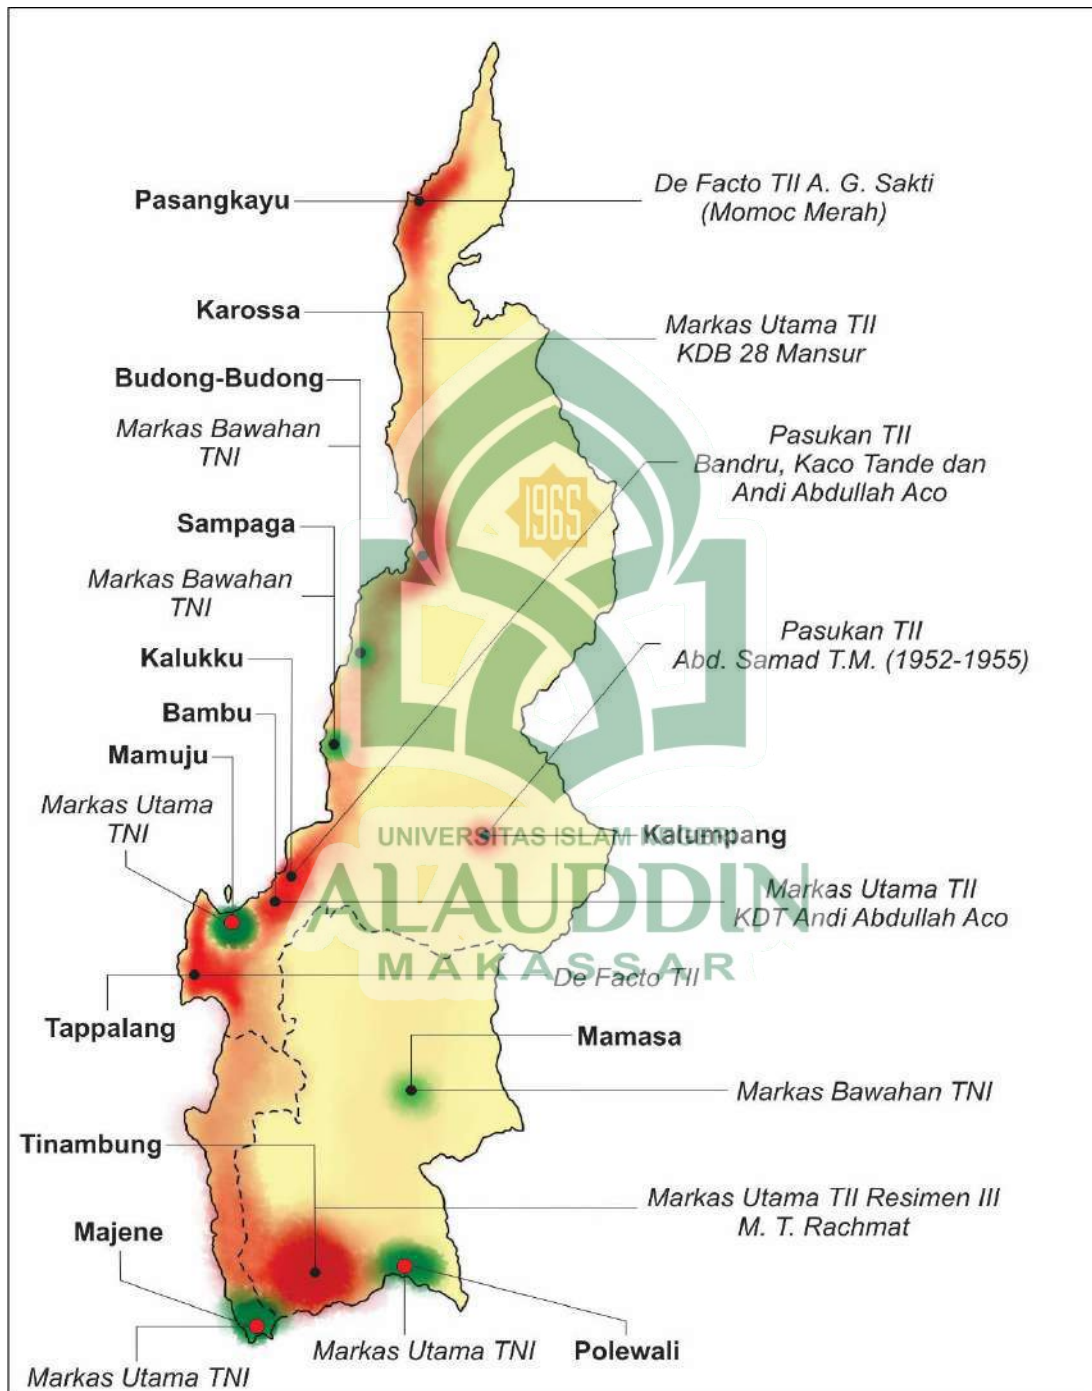 Pasangkayu
De Facto TII A. G. Sakti
(Momoc Merah)
Karossa
Markas Utama TII
KDB 28 Mansur
Budong-Budong
Markas Bawahan
TNI
Pasukan TII
Bandru, Kaco Tande dan
Andi Abdullah Aco
1965
Sampaga
Markas Bawahan
TNI
Pasukan TII
Abd. Samad T.M. (1952-1955)
Kalukku
Bambu
Mamuju
Markas Utama
TNI
UNIVERSITAS ISLAM NEGERI
Kalumpang
ALAUDDIN
MAKASSAR
Markas Utama TII
KDT Andi Abdullah Aco
De Facto TII
Tappalang
Mamasa
Markas Bawahan TNI
Tinambung
Markas Utama TII Resimen III
M. T. Rachmat
Majene
Markas Utama TNI
Polewali
Markas Utama TNI